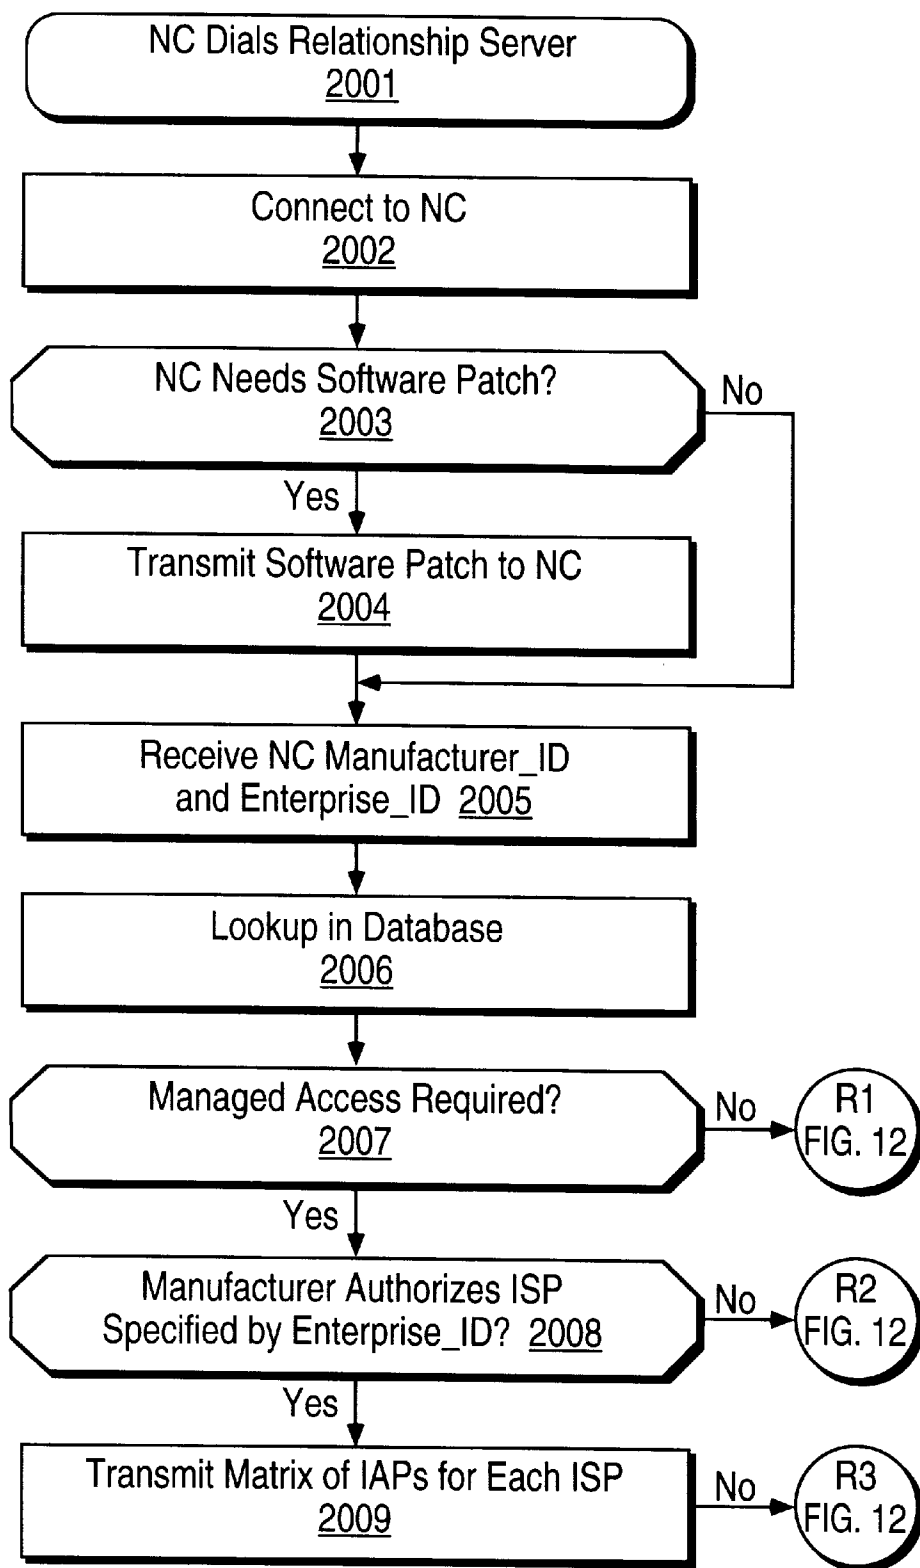 NC Dials Relationship Server
2001
Connect to NC
2002
NC Needs Software Patch?
2003
No
Yes
Transmit Software Patch to NC
2004
Receive NC Manufacturer_ID
and Enterprise_ID 2005
Lookup in Database
2006
Managed Access Required?
2007
No
R1
FIG. 12
Yes
Manufacturer Authorizes ISP
Specified by Enterprise_ID? 2008
No
R2
FIG. 12
Yes
Transmit Matrix of IAPs for Each ISP
2009
No
R3
FIG. 12